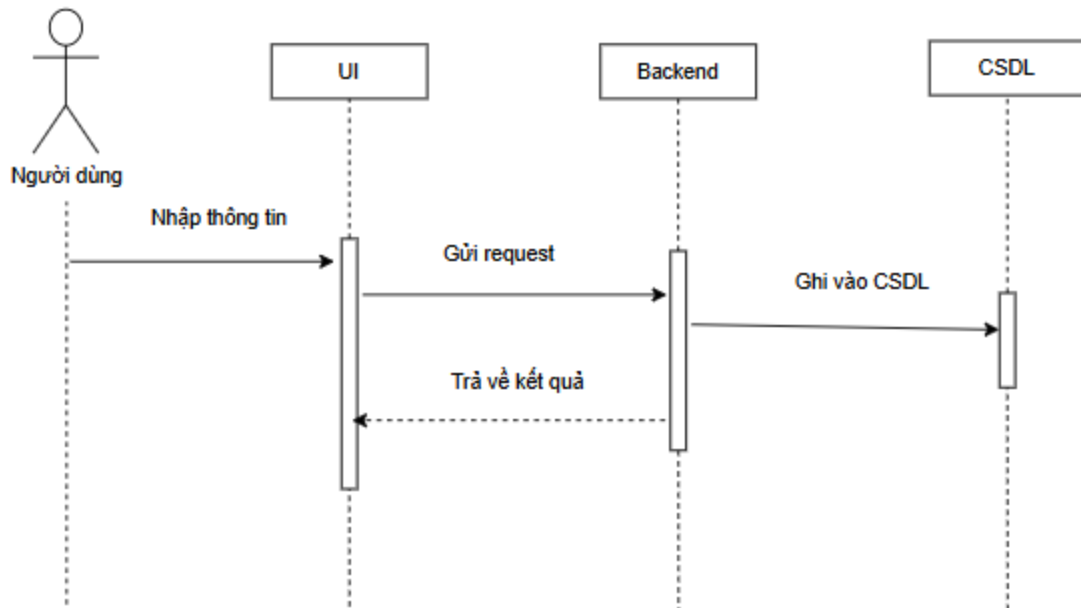 UI
Backend
CSDL
Người dùng
Nhập thông tin
Gửi request
Ghi vào CSDL
Trả về kết quả